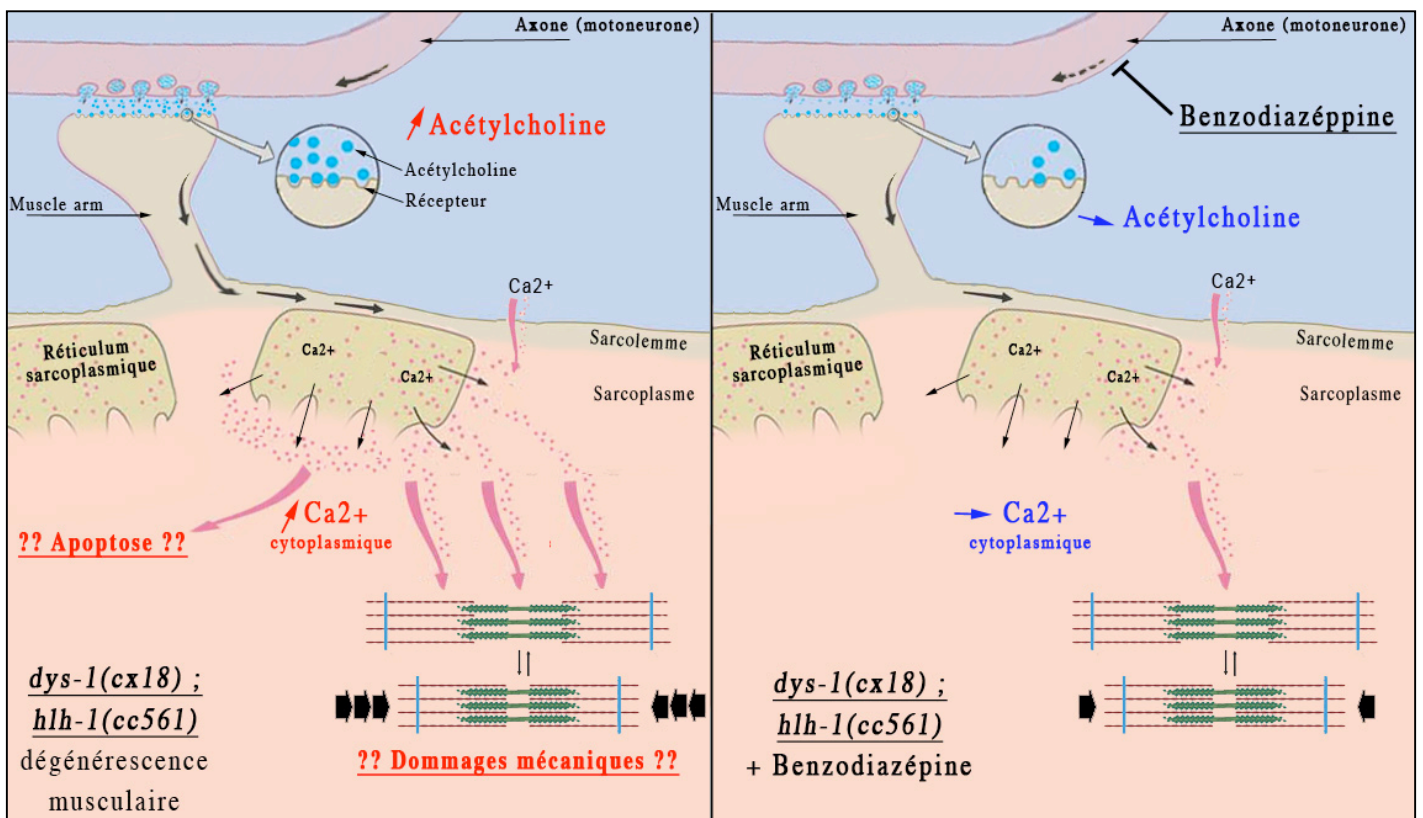 Axone (motoneurone)
Acétylcholine
Acétylcholine
Récepteur
Muscle arm
Ca2+
Réticulum
sarcoplasmique
Ca2+
Ca2+
Sarcolemme
Sarcoplasme
Ca2+
cytoplasmique
?? Apoptose ??
dys-1(cx18) ;
hlh-1(cc561)
dégénérescence
musculaire
?? Dommages mécaniques ??
Axone (motoneurone)
Benzodiazéppine
Acétylcholine
Muscle arm
Ca2+
Réticulum
sarcoplasmique
Ca2+
Ca2+
Sarcolemme
Sarcoplasme
Ca2+
cytoplasmique
dys-1(cx18) ;
hlh-1(cc561)
+ Benzodiazépine